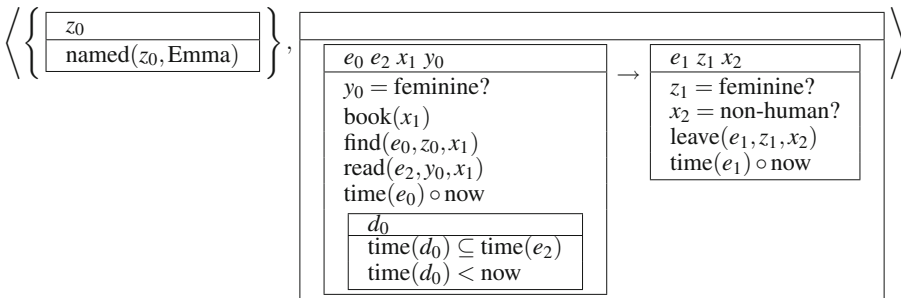 z₀
named(z₀, Emma)
e₀ e₂ x₁ y₀
y₀ = feminine?
book(x₁)
find(e₀, z₀, x₁)
read(e₂, y₀, x₁)
time(e₀) ∘ now
d₀
time(d₀) ⊆ time(e₂)
time(d₀) < now
→
e₁ z₁ x₂
z₁ = feminine?
x₂ = non-human?
leave(e₁, z₁, x₂)
time(e₁) ∘ now